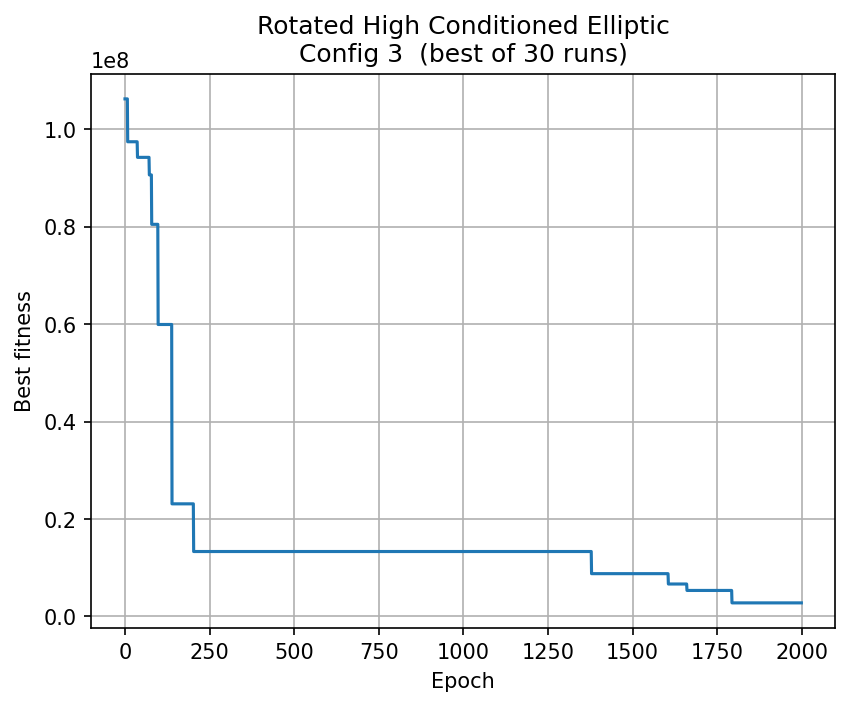 Rotated High Conditioned Elliptic
Config 3  (best of 30 runs)
1e8
1.0
0.8
0.6
0.4
0.2
0.0
Best fitness
0 250 500 750 1000 1250 1500 1750 2000
Epoch